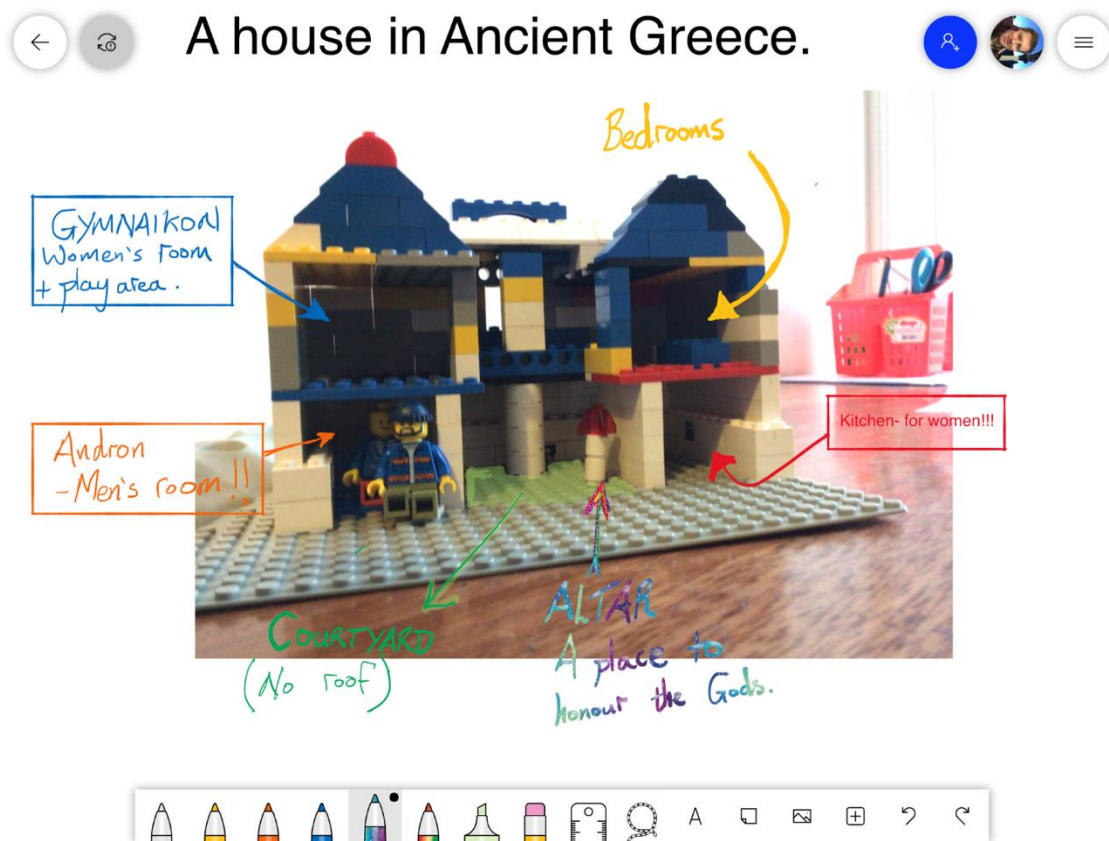 A house in Ancient Greece.
Bedrooms
GYMNAIKON
Women's room
+ play area.
Andron
- Men's room!!
Kitchen- for women!!!
COURTYARD
(No roof)
ALTAR
A place to
honour the Gods.
A